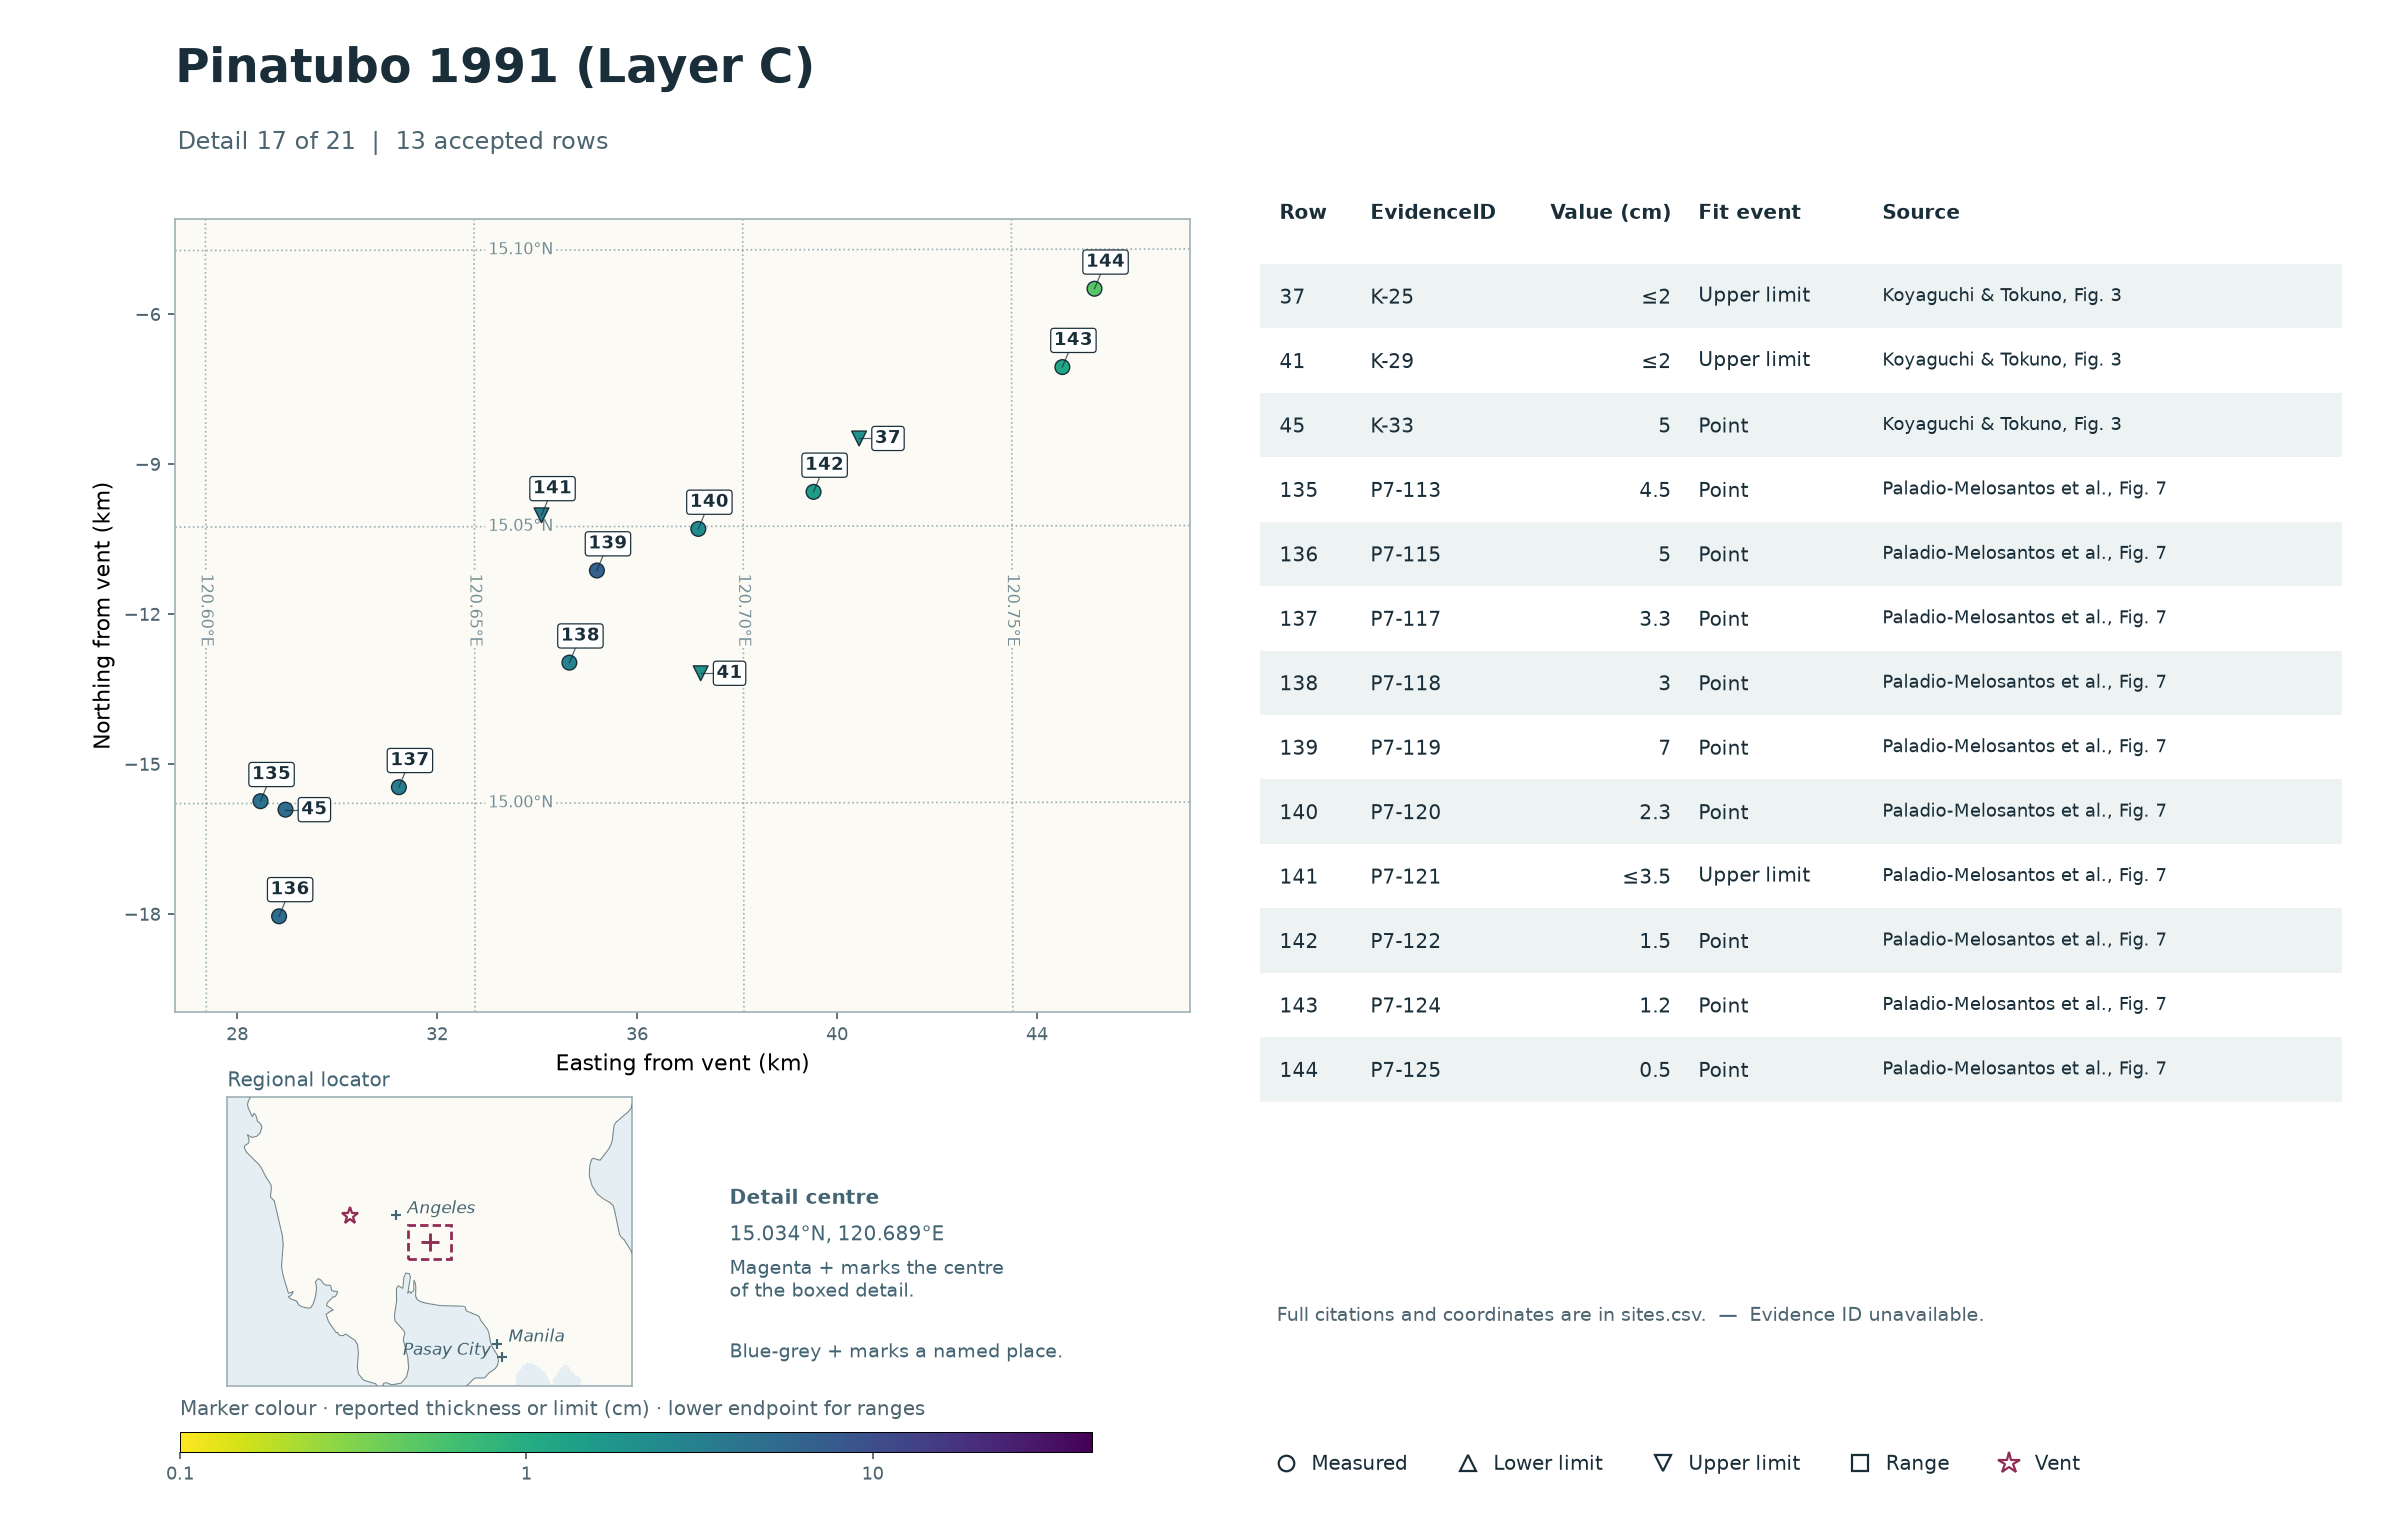 Pinatubo 1991 (Layer C)
Detail 17 of 21 | 13 accepted rows
15.10°N
15.05°N
15.00°N
120.60°E
120.65°E
120.70°E
120.75°E
144
143
37
142
141
140
139
138
41
137
135
45
136
−6
−9
−12
−15
−18
Northing from vent (km)
28 32 36 40 44
Easting from vent (km)
Regional locator
Angeles
Manila
Pasay City
Detail centre
15.034°N, 120.689°E
Magenta + marks the centre
of the boxed detail.
Blue-grey + marks a named place.
Marker colour · reported thickness or limit (cm) · lower endpoint for ranges
0.1 1 10
Row EvidenceID Value (cm) Fit event Source
37 K-25 ≤2 Upper limit Koyaguchi & Tokuno, Fig. 3
41 K-29 ≤2 Upper limit Koyaguchi & Tokuno, Fig. 3
45 K-33 5 Point Koyaguchi & Tokuno, Fig. 3
135 P7-113 4.5 Point Paladio-Melosantos et al., Fig. 7
136 P7-115 5 Point Paladio-Melosantos et al., Fig. 7
137 P7-117 3.3 Point Paladio-Melosantos et al., Fig. 7
138 P7-118 3 Point Paladio-Melosantos et al., Fig. 7
139 P7-119 7 Point Paladio-Melosantos et al., Fig. 7
140 P7-120 2.3 Point Paladio-Melosantos et al., Fig. 7
141 P7-121 ≤3.5 Upper limit Paladio-Melosantos et al., Fig. 7
142 P7-122 1.5 Point Paladio-Melosantos et al., Fig. 7
143 P7-124 1.2 Point Paladio-Melosantos et al., Fig. 7
144 P7-125 0.5 Point Paladio-Melosantos et al., Fig. 7
Full citations and coordinates are in sites.csv. — Evidence ID unavailable.
Measured Lower limit Upper limit Range Vent